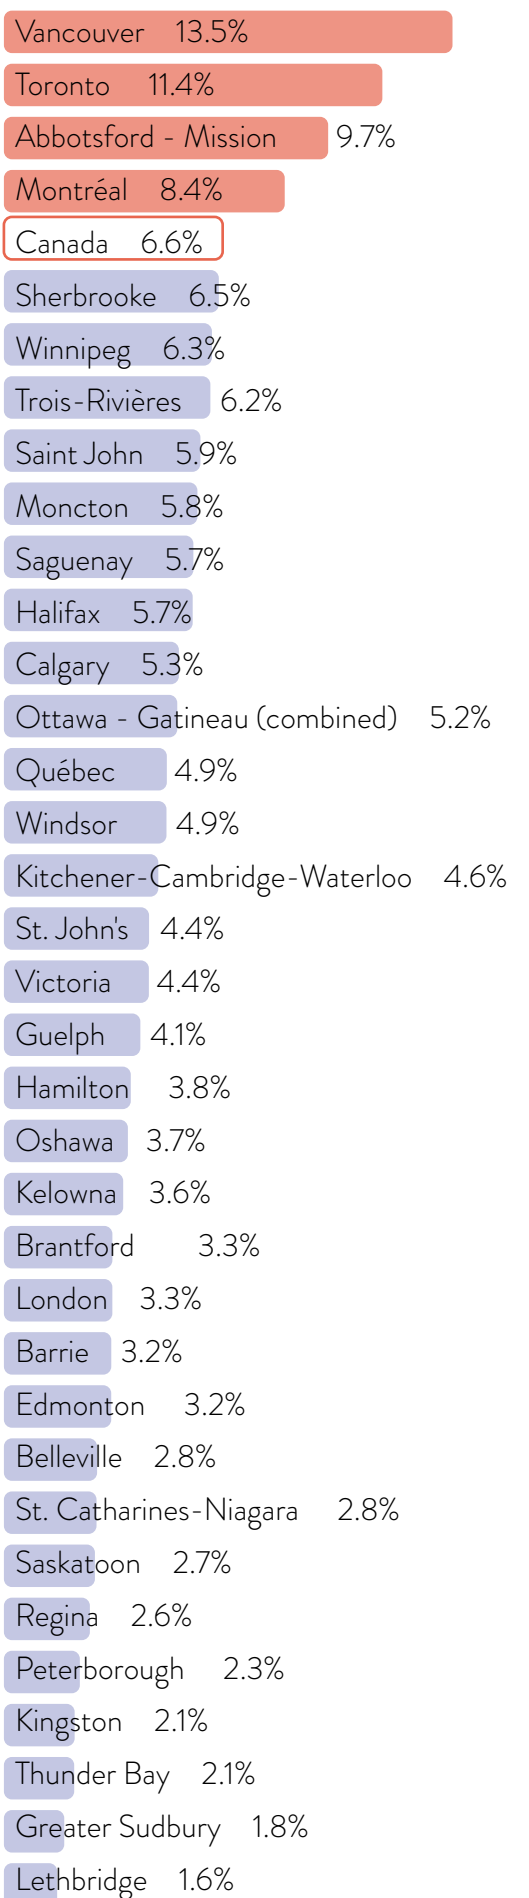 Vancouver 13.5%
Toronto 11.4%
Abbotsford - Mission 9.7%
Montréal 8.4%
Canada 6.6%
Sherbrooke 6.5%
Winnipeg 6.3%
Trois-Rivières 6.2%
Saint John 5.9%
Moncton 5.8%
Saguenay 5.7%
Halifax 5.7%
Calgary 5.3%
Ottawa - Gatineau (combined) 5.2%
Québec 4.9%
Windsor 4.9%
Kitchener-Cambridge-Waterloo 4.6%
St. John's 4.4%
Victoria 4.4%
Guelph 4.1%
Hamilton 3.8%
Oshawa 3.7%
Kelowna 3.6%
Brantford 3.3%
London 3.3%
Barrie 3.2%
Edmonton 3.2%
Belleville 2.8%
St. Catharines-Niagara 2.8%
Saskatoon 2.7%
Regina 2.6%
Peterborough 2.3%
Kingston 2.1%
Thunder Bay 2.1%
Greater Sudbury 1.8%
Lethbridge 1.6%